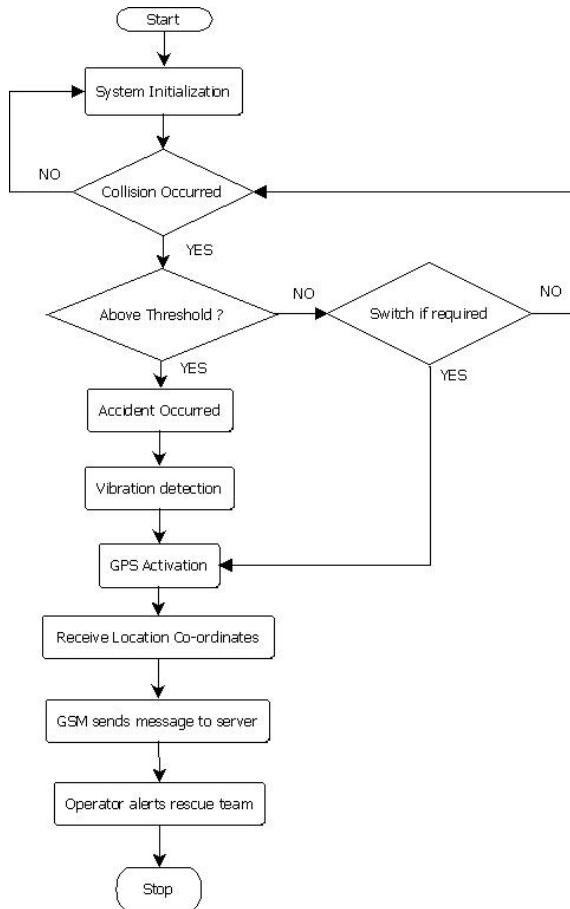 Start
System Initialization
NO
Collision Occurred
YES
Above Threshold ?
NO
Switch if required
NO
YES
YES
Accident Occurred
Vibration detection
GPS Activation
Receive Location Co-ordinates
GSM sends message to server
Operator alerts rescue team
Stop